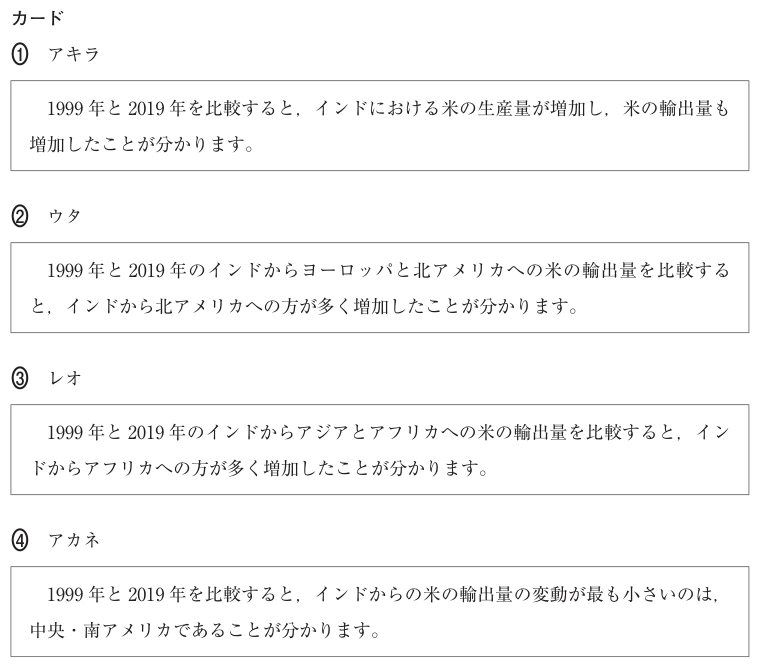 カード
① アキラ
1999 年と 2019 年を比較すると，インドにおける米の生産量が増加し，米の輸出量も
増加したことが分かります。
② ウタ
1999 年と 2019 年のインドからヨーロッパと北アメリカへの米の輸出量を比較する
と，インドから北アメリカへの方が多く増加したことが分かります。
③ レオ
1999 年と 2019 年のインドからアジアとアフリカへの米の輸出量を比較すると，イン
ドからアフリカへの方が多く増加したことが分かります。
④ アカネ
1999 年と 2019 年を比較すると，インドからの米の輸出量の変動が最も小さいのは，
中央・南アメリカであることが分かります。